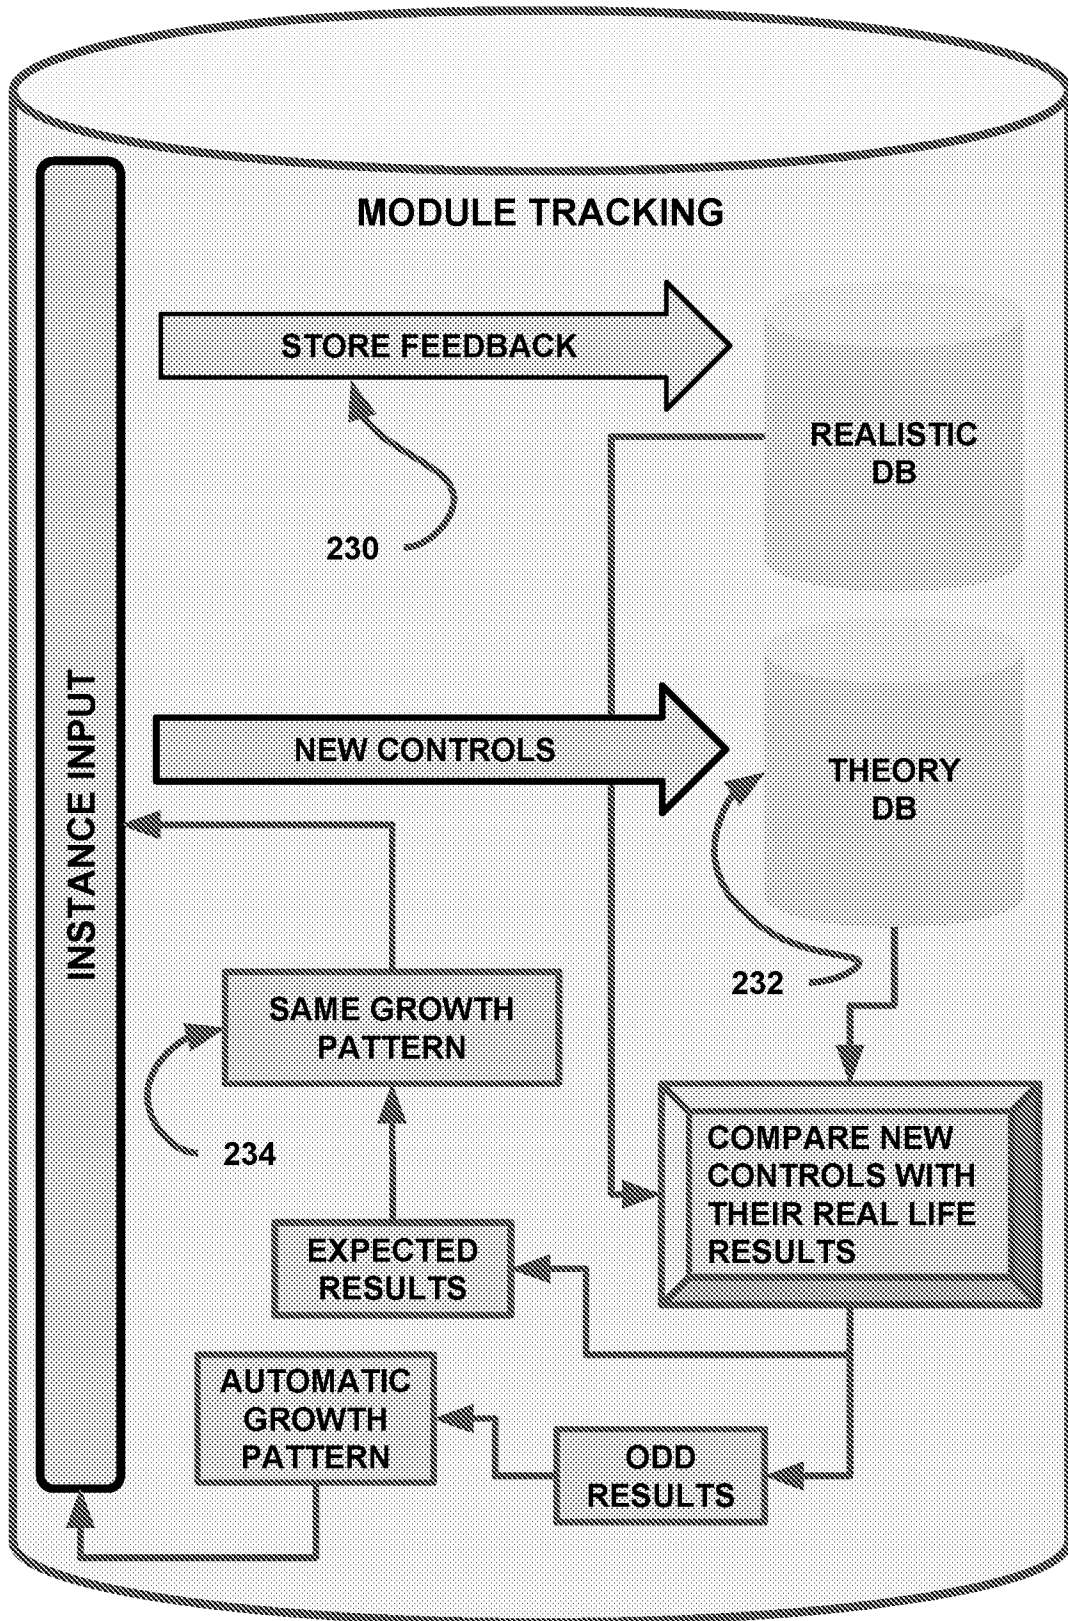 MODULE TRACKING
STORE FEEDBACK
REALISTIC
DB
230
INSTANCE INPUT
NEW CONTROLS
THEORY
DB
232
SAME GROWTH
PATTERN
234
COMPARE NEW
CONTROLS WITH
THEIR REAL LIFE
RESULTS
EXPECTED
RESULTS
AUTOMATIC
GROWTH
PATTERN
ODD
RESULTS